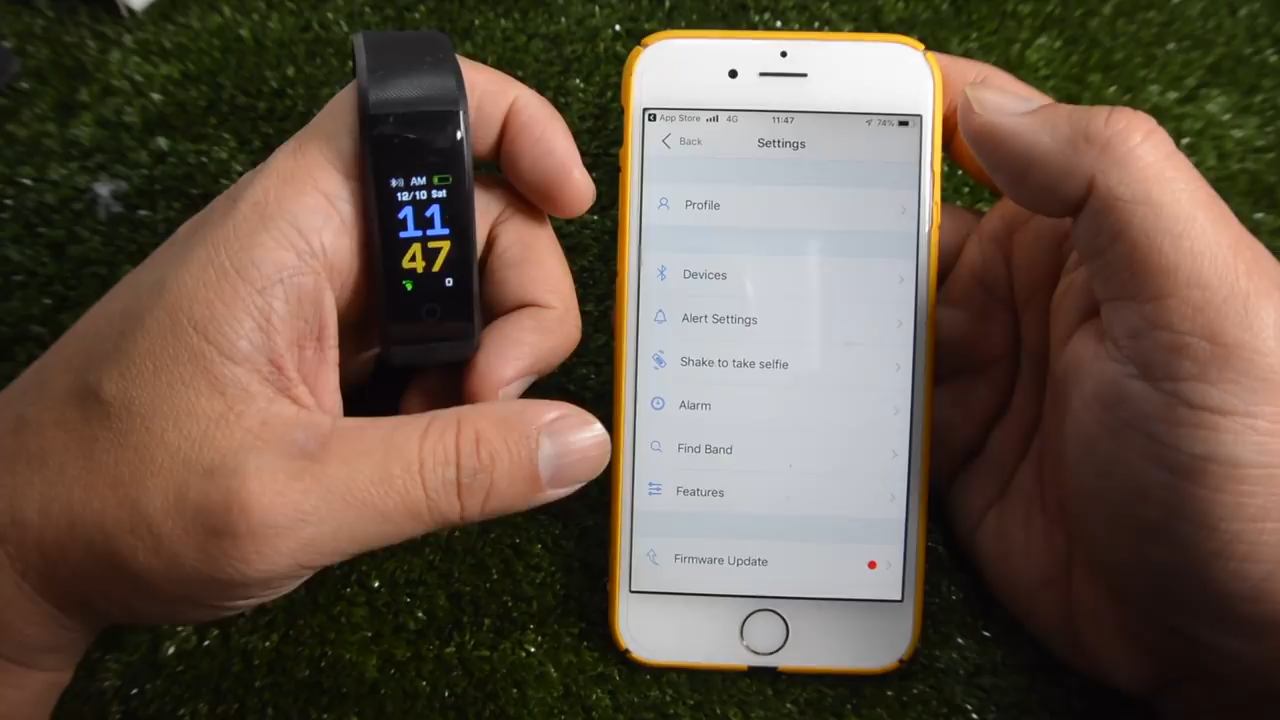 AM
12/10 Sat
11
47
0
App Store 4G 11:47 74%
Back Settings
Profile
Devices
Alert Settings
Shake to take selfie
Alarm
Find Band
Features
Firmware Update